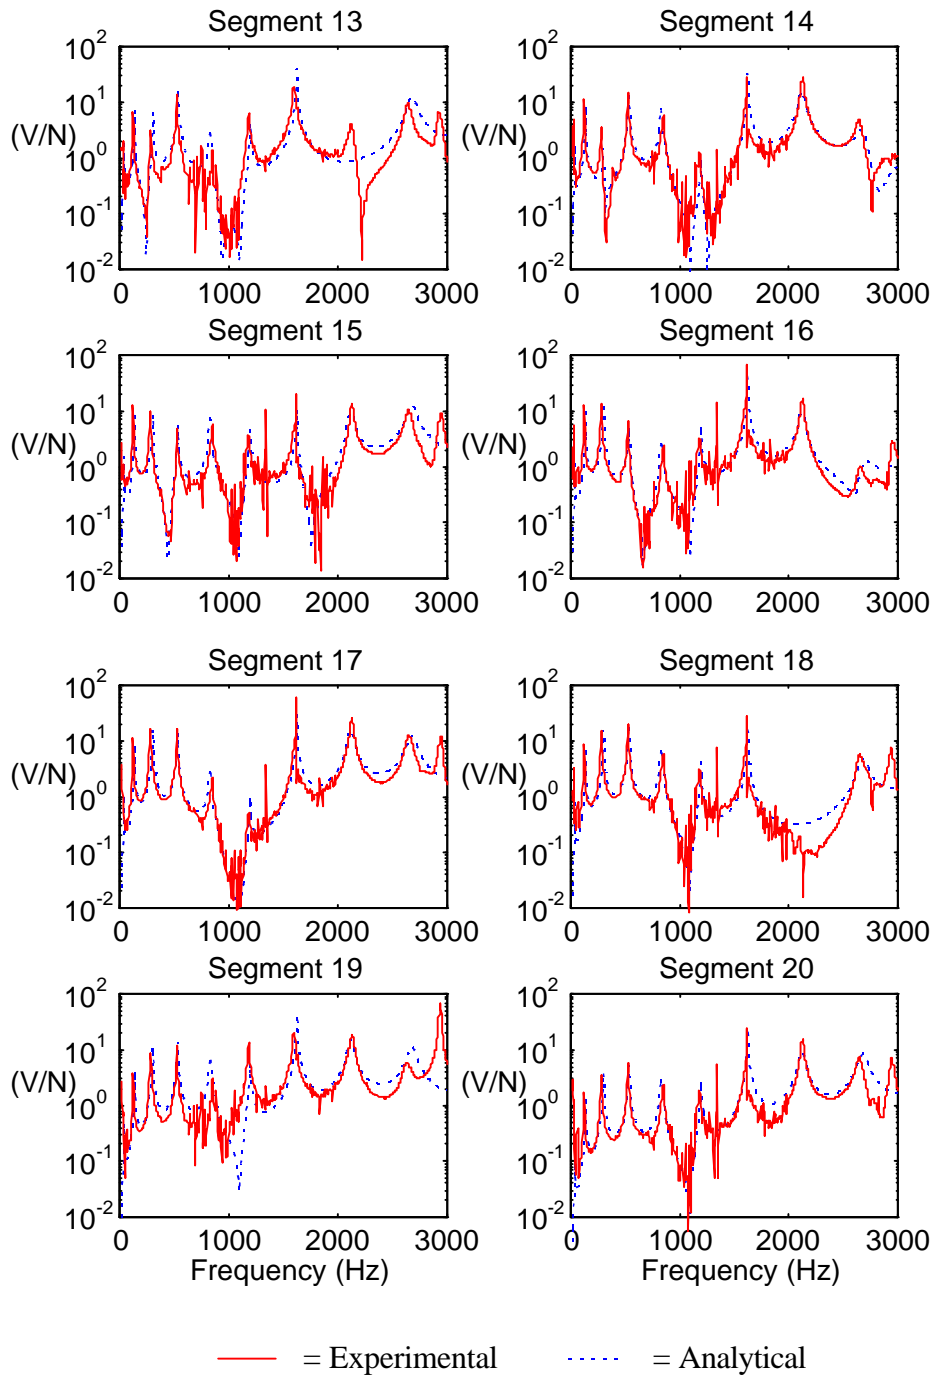 Segment 13
Segment 14
10^2
10^1
(V/N)
10^0
10^-1
10^-2
0 1000 2000 3000
10^2
10^1
(V/N)
10^0
10^-1
10^-2
0 1000 2000 3000
Segment 15
Segment 16
10^2
10^1
(V/N)
10^0
10^-1
10^-2
0 1000 2000 3000
10^2
10^1
(V/N)
10^0
10^-1
10^-2
0 1000 2000 3000
Segment 17
Segment 18
10^2
10^1
(V/N)
10^0
10^-1
10^-2
0 1000 2000 3000
10^2
10^1
(V/N)
10^0
10^-1
10^-2
0 1000 2000 3000
Segment 19
Segment 20
10^2
10^1
(V/N)
10^0
10^-1
10^-2
0 1000 2000 3000
Frequency (Hz)
10^2
10^1
(V/N)
10^0
10^-1
10^-2
0 1000 2000 3000
Frequency (Hz)
= Experimental
= Analytical